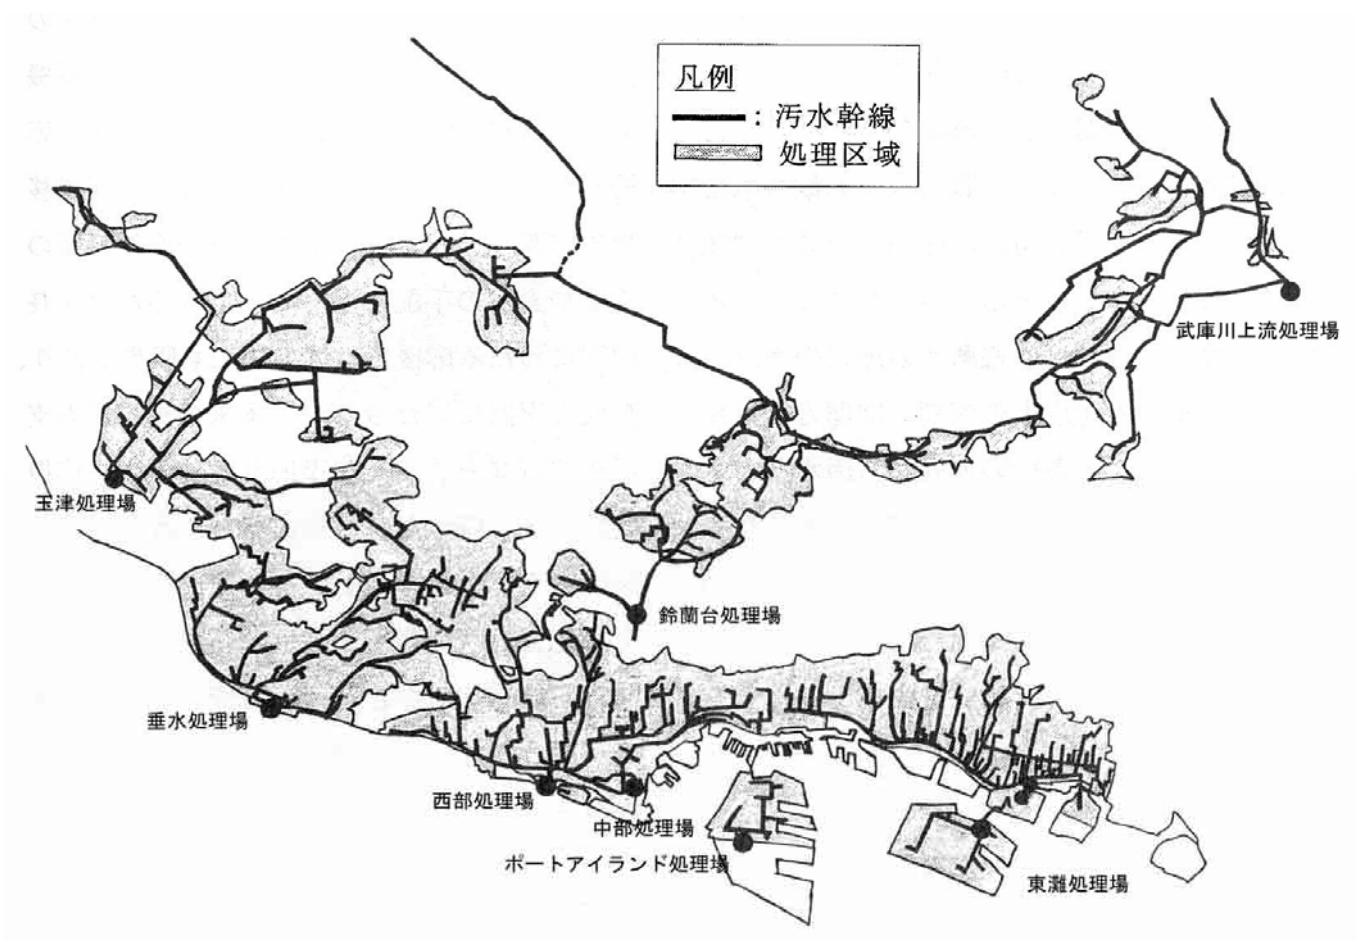 凡例
: 汚水幹線
処理区域
武庫川上流処理場
玉津処理場
鈴蘭台処理場
垂水処理場
西部処理場
中部処理場
ポートアイランド処理場
東灘処理場